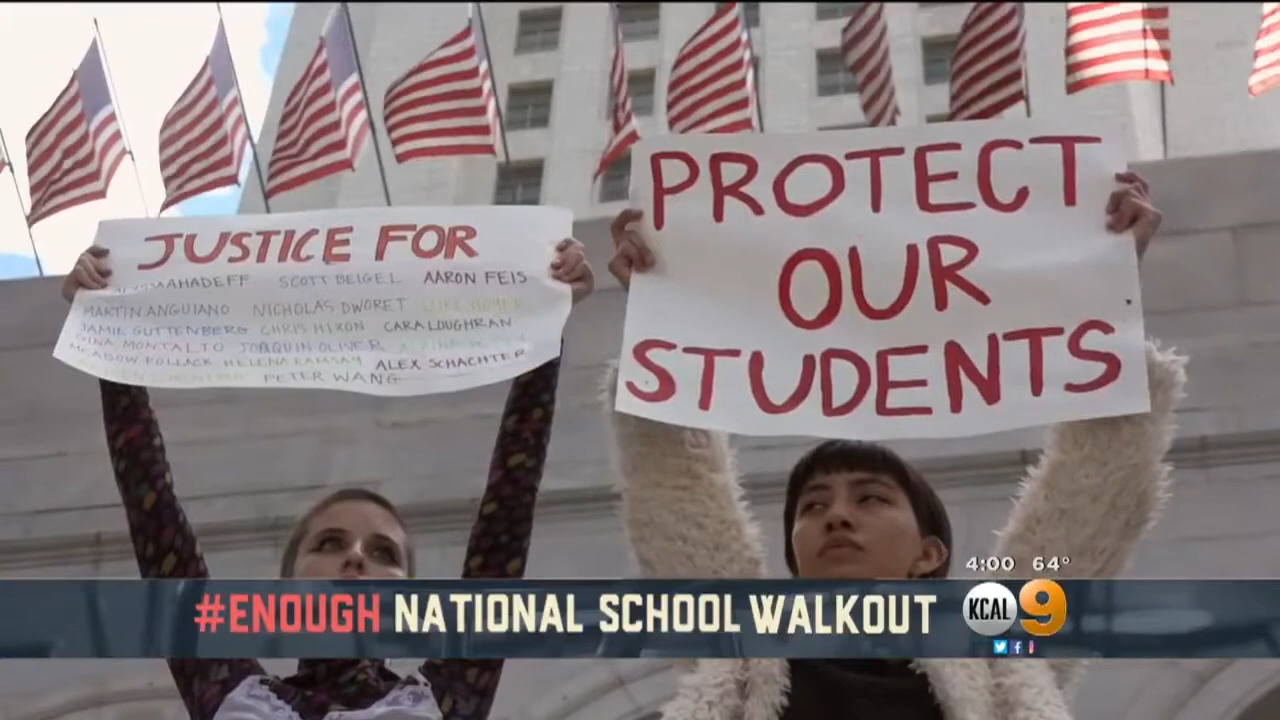 JUSTICE FOR
SCOTT BEIGEL AARON FEIS
MARTIN ANGUIANO NICHOLAS DWORET
JAMIE GUTTENBERG CHRIS HIXON CARA LOUGHRAN
GINA MONTALTO JOAQUIN OLIVER
MEADOW POLLACK HELENA RAMSAY ALEX SCHACHTER
PETER WANG
PROTECT
OUR
STUDENTS
4:00 64°
#ENOUGH NATIONAL SCHOOL WALKOUT
KCAL 9